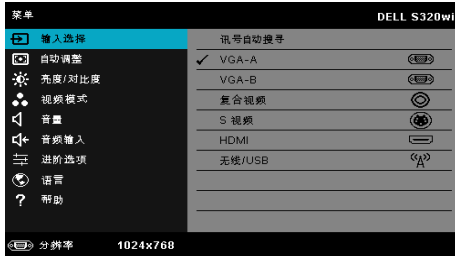 菜单
DELL S320wi
输入选择
讯号自动搜寻
自动调整
VGA-A
亮度/对比度
VGA-B
视频模式
复合视频
音量
S 视频
音频输入
HDMI
进阶选项
无线/USB
语言
帮助
分辨率 1024x768